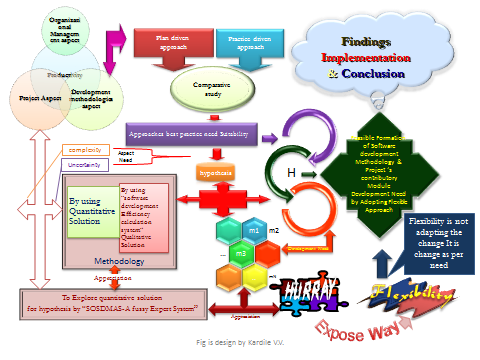 Organizati
onal
Managem
ent aspect
Productivity
Project Aspect
Development
methodologies
aspect
Plan driven
approach
Practice driven
approach
Comparative
study
Findings
Implementation
& Conclusion
Approaches best practice need Suitability
complexity
Uncertainty
Aspect
Need
hypothesis
H
Possible Formation
of Software
development
Methodology &
Project's
contributory
Module
Development Need
by Adopting Flexible
Approach
By using
Quantitative
Solution
By using
"software
development
Efficiency
calculation
system"
Qualitative
Solution
Methodology
Appreciation
m1
m2
...
m3
Development Need
Flexibility is not
adapting the
change It is
change as per
need
To Explore quantitative solution
for hypothesis by "SOSDMAS-A fuzzy Expert System"
Appreciation
HURRAY
Flexibility
Expose Way
Fig is design by Kardile V.V.